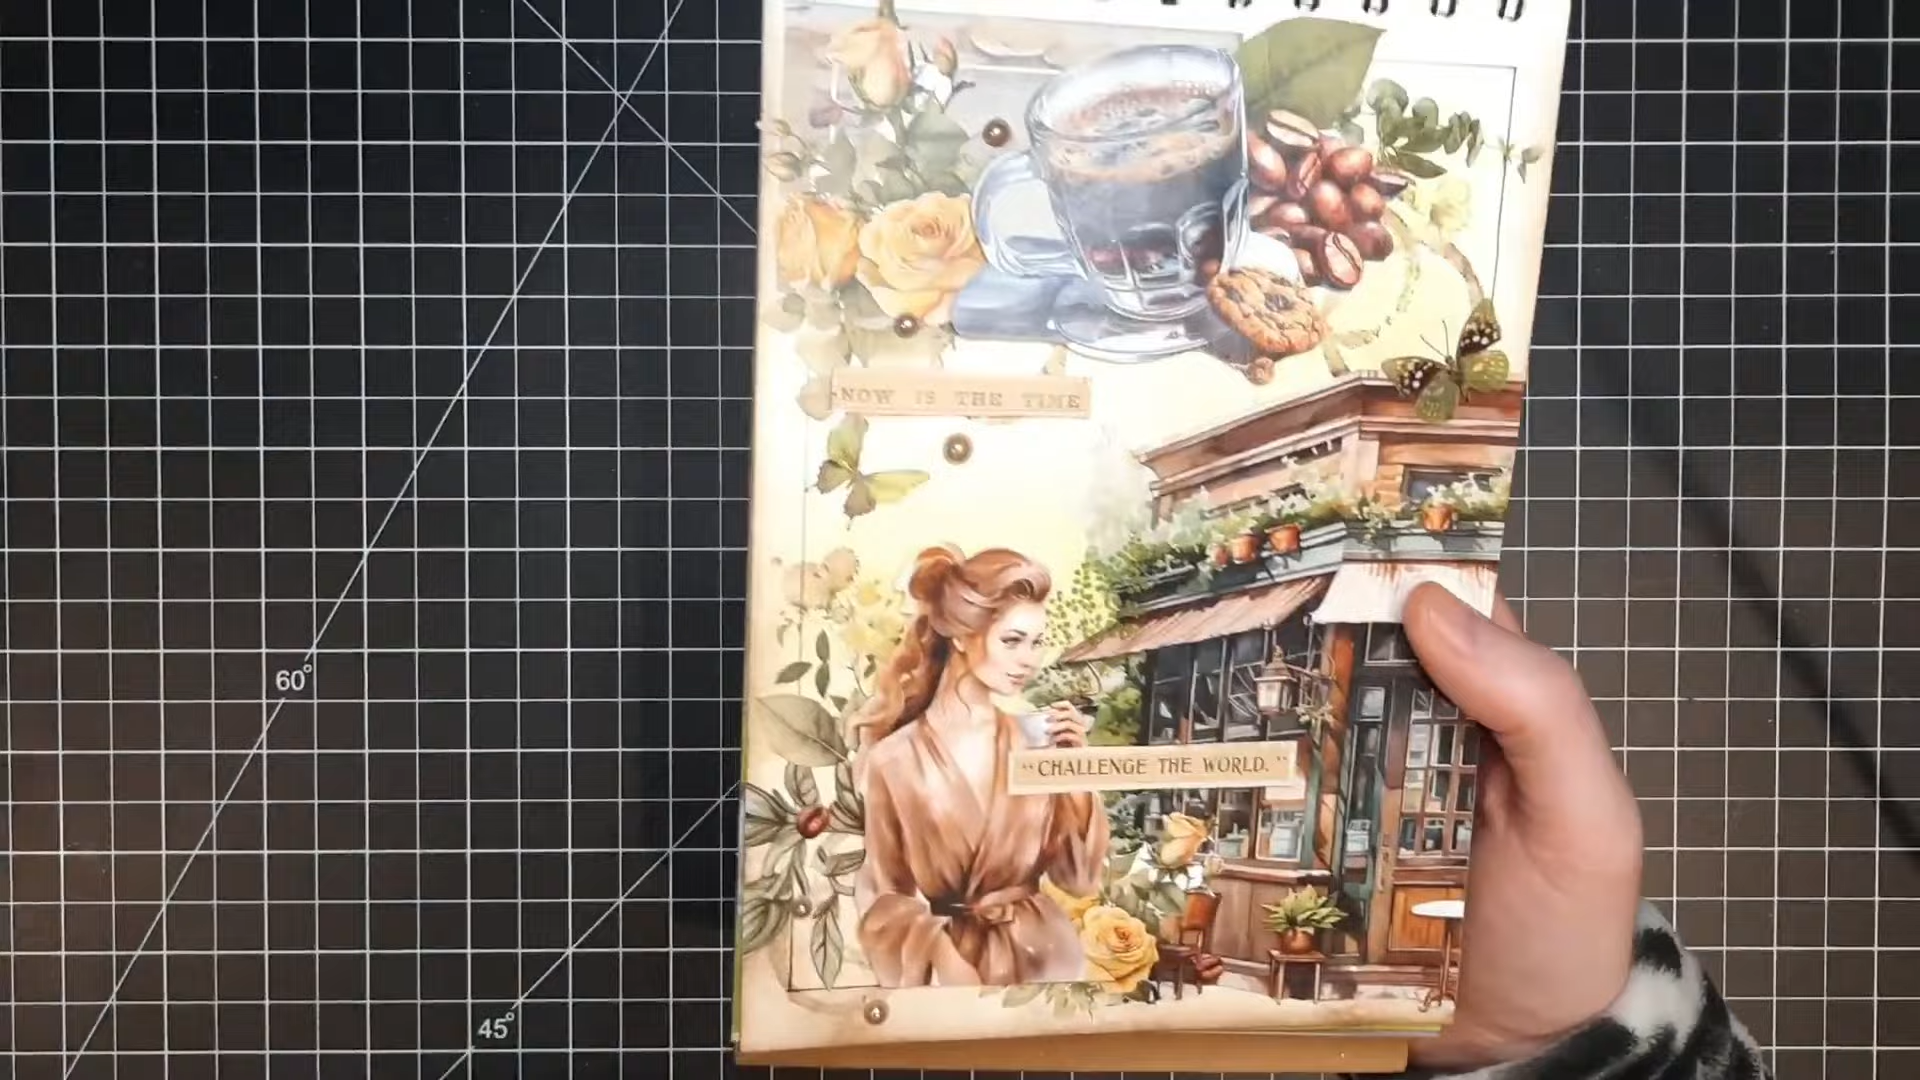 NOW IS THE TIME
60°
"CHALLENGE THE WORLD."
45°